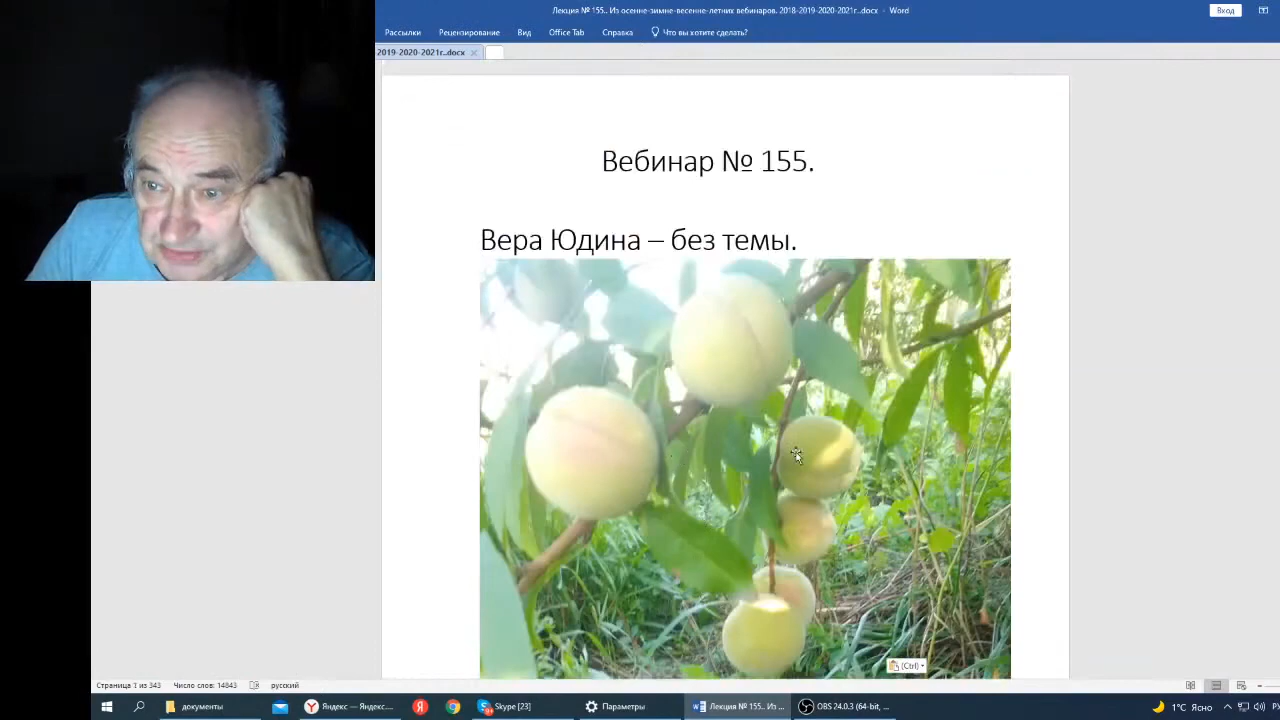 Лекция № 155.. Из осенне-зимне-весенне-летних вебинаров. 2018-2019-2020-2021г...docx - Word
Вход
Рассылки Рецензирование Вид Office Tab Справка Что вы хотите сделать?
2019-2020-2021г...docx
Вебинар № 155.
Вера Юдина – без темы.
(Ctrl)
Страница 1 из 343 Число слов: 14843 русский
документы Яндекс — Яндекс.... Skype [23] Параметры Лекция № 155.. Из ... OBS 24.0.3 (64-bit, ... 1°C Ясно